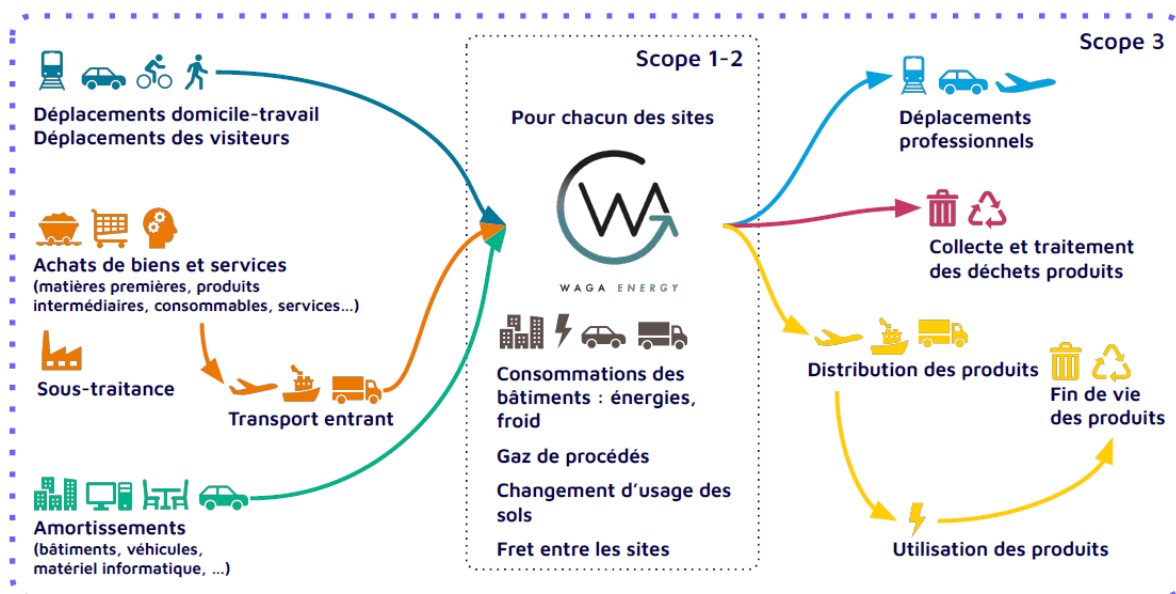 Scope 3
Scope 1-2
Déplacements domicile-travail
Déplacements des visiteurs
Achats de biens et services
(matières premières, produits
intermédiaires, consommables, services...)
Sous-traitance
Transport entrant
Amortissements
(bâtiments, véhicules,
matériel informatique, ...)
Pour chacun des sites
WA
WAGA ENERGY
Consommations des
bâtiments : énergies,
froid
Gaz de procédés
Changement d'usage des
sols
Fret entre les sites
Déplacements
professionnels
Collecte et traitement
des déchets produits
Distribution des produits
Fin de vie
des produits
Utilisation des produits